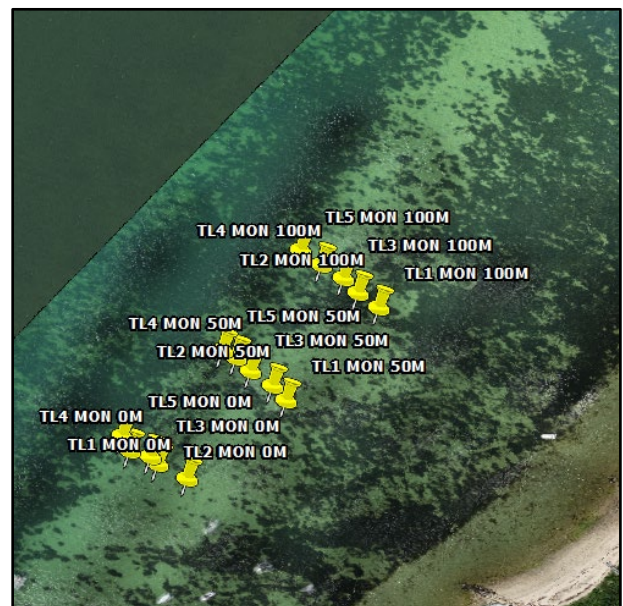 TL5 MON 100M
TL4 MON 100M
TL3 MON 100M
TL2 MON 100M
TL1 MON 100M
TL5 MON 50M
TL4 MON 50M
TL3 MON 50M
TL2 MON 50M
TL1 MON 50M
TL5 MON 0M
TL4 MON 0M
TL3 MON 0M
TL1 MON 0M
TL2 MON 0M